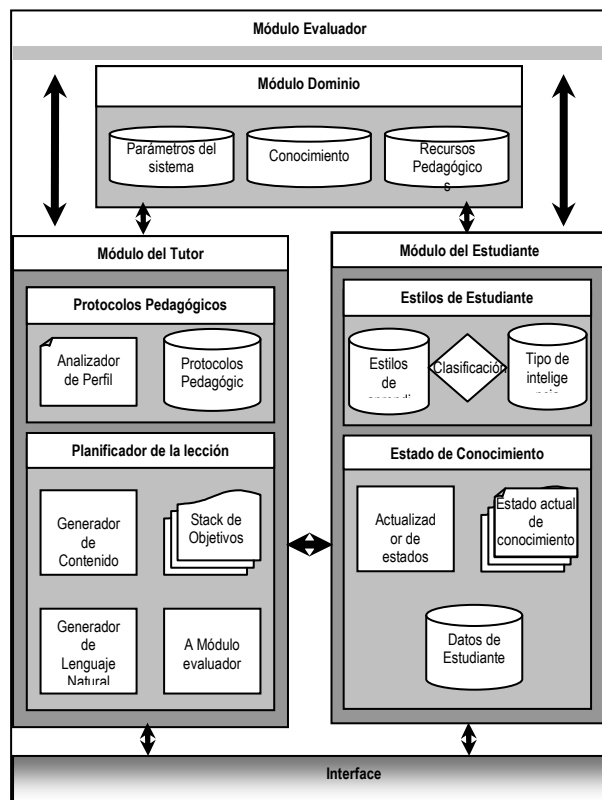 Módulo Evaluador
Módulo Dominio
Parámetros del
sistema
Conocimiento
Recursos
Pedagógico
s
Módulo del Tutor
Protocolos Pedagógicos
Analizador
de Perfil
Protocolos
Pedagógic
Planificador de la lección
Generador
de
Contenido
Stack de
Objetivos
Generador
de
Lenguaje
Natural
A Módulo
evaluador
Módulo del Estudiante
Estilos de Estudiante
Estilos
de
Clasificación
Tipo de
intelige
Estado de Conocimiento
Actualizad
or de
estados
Estado actual
de
conocimiento
Datos de
Estudiante
Interface